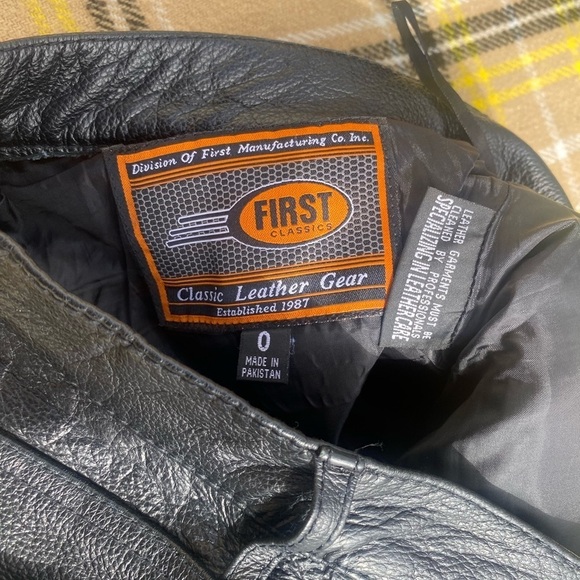 Division Of First Manufacturing Co. Inc.
FIRST
CLASSICS
Classic Leather Gear
Established 1987
0
MADE IN
PAKISTAN
LEATHER GARMENTS MUST BE
CLEANED BY PROFESSIONALS
SPECIALIZING IN LEATHER CARE